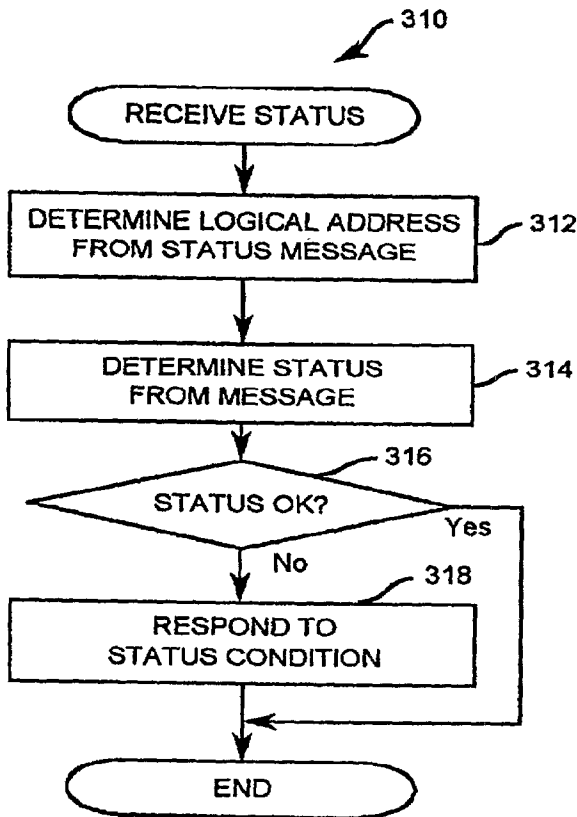 310
RECEIVE STATUS
DETERMINE LOGICAL ADDRESS
FROM STATUS MESSAGE
312
DETERMINE STATUS
FROM MESSAGE
314
316
STATUS OK?
Yes
No
318
RESPOND TO
STATUS CONDITION
END